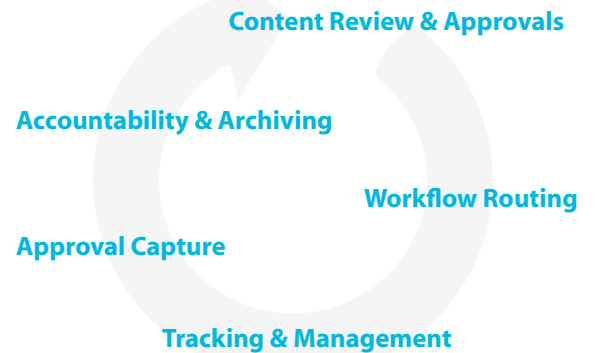 Content Review & Approvals
Accountability & Archiving
Workflow Routing
Approval Capture
Tracking & Management